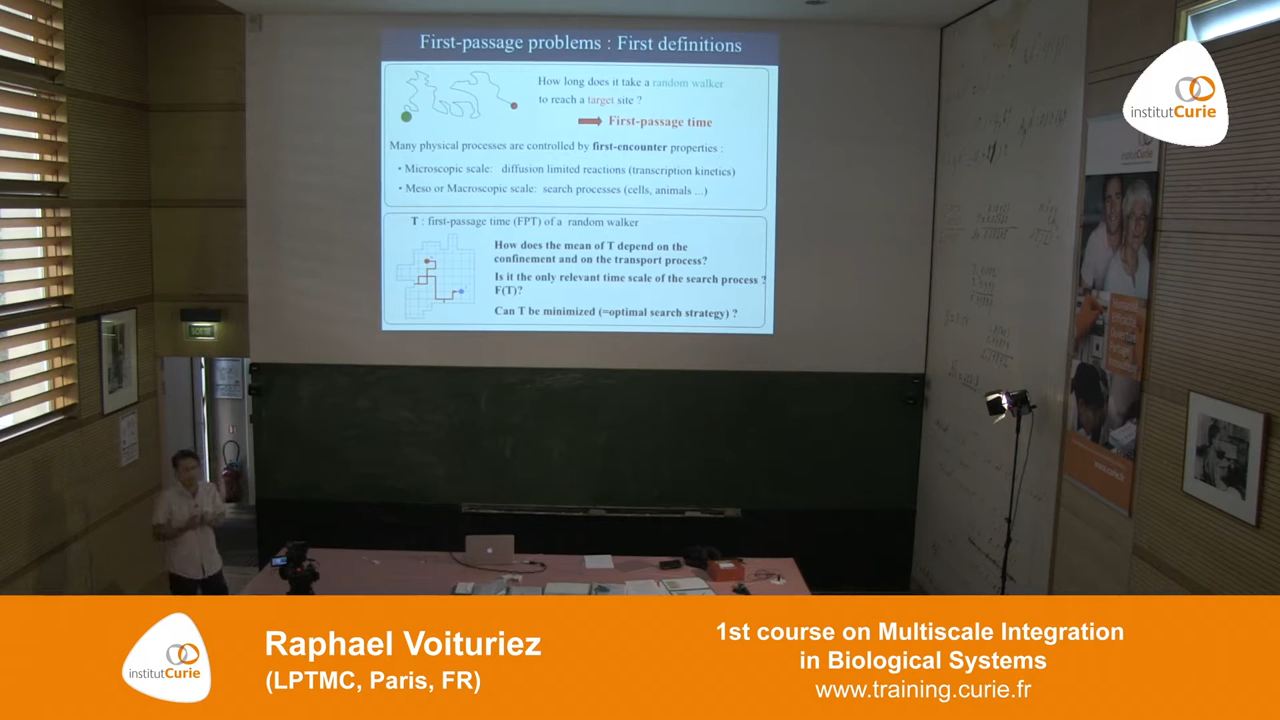 First-passage problems : First definitions
How long does it take a random walker
to reach a target site ?
First-passage time
Many physical processes are controlled by first-encounter properties :
• Microscopic scale: diffusion limited reactions (transcription kinetics)
• Meso or Macroscopic scale: search processes (cells, animals ...)
T : first-passage time (FPT) of a random walker
How does the mean of T depend on the
confinement and on the transport process?
Is it the only relevant time scale of the search process ?
F(T)?
Can T be minimized (=optimal search strategy) ?
institutCurie
SORTIE
institutCurie
Raphael Voituriez
(LPTMC, Paris, FR)
1st course on Multiscale Integration
in Biological Systems
www.training.curie.fr